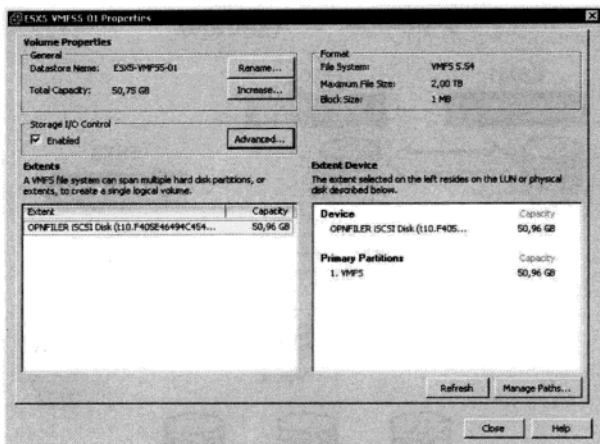 ESX5-VMFS5-01 Properties
Volume Properties
General
Datastore Name: ESX5-VMFS5-01
Rename...
Total Capacity: 50,75 GB
Increase...
Format
File System: VMFS 5.54
Maximum File Size: 2,00 TB
Block Size: 1 MB
Storage I/O Control
Enabled
Advanced...
Extents
A VMFS file system can span multiple hard disk partitions, or
extents, to create a single logical volume.
Extent Capacity
OPNFILER iSCSI Disk (t10.F405E46494C454... 50,96 GB
Extent Device
The extent selected on the left resides on the LUN or physical
disk described below.
Device Capacity
OPNFILER iSCSI Disk (t10.F405... 50,96 GB
Primary Partitions Capacity
1. VMFS 50,96 GB
Refresh
Manage Paths...
Close
Help